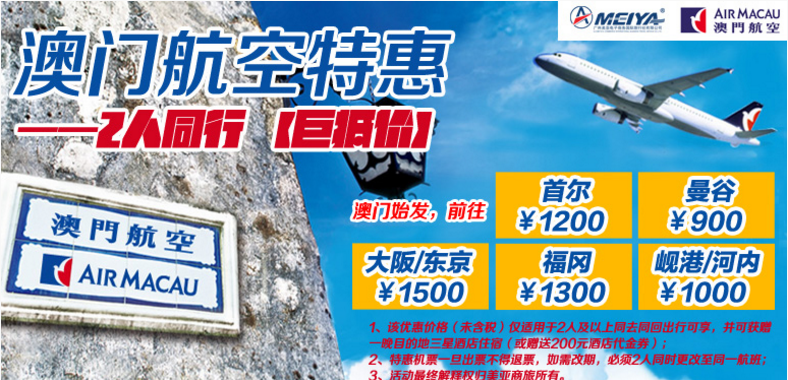 澳门航空特惠
MEIYA
AIR MACAU
澳門航空
——2人同行【巨抵价】
澳門航空
AIR MACAU
澳门始发，前往
首尔
¥1200
曼谷
¥900
大阪/东京
¥1500
福冈
¥1300
岘港/河内
¥1000
1、该优惠价格（未含税）仅适用于2人及以上同去同回出行可享，并可获赠
一晚目的地三星酒店住宿（或赠送200元酒店代金券）；
2、特惠机票一旦出票不得退票，如需改期，必须2人同时更改至同一航班；
3、活动最终解释权归美亚商旅所有。